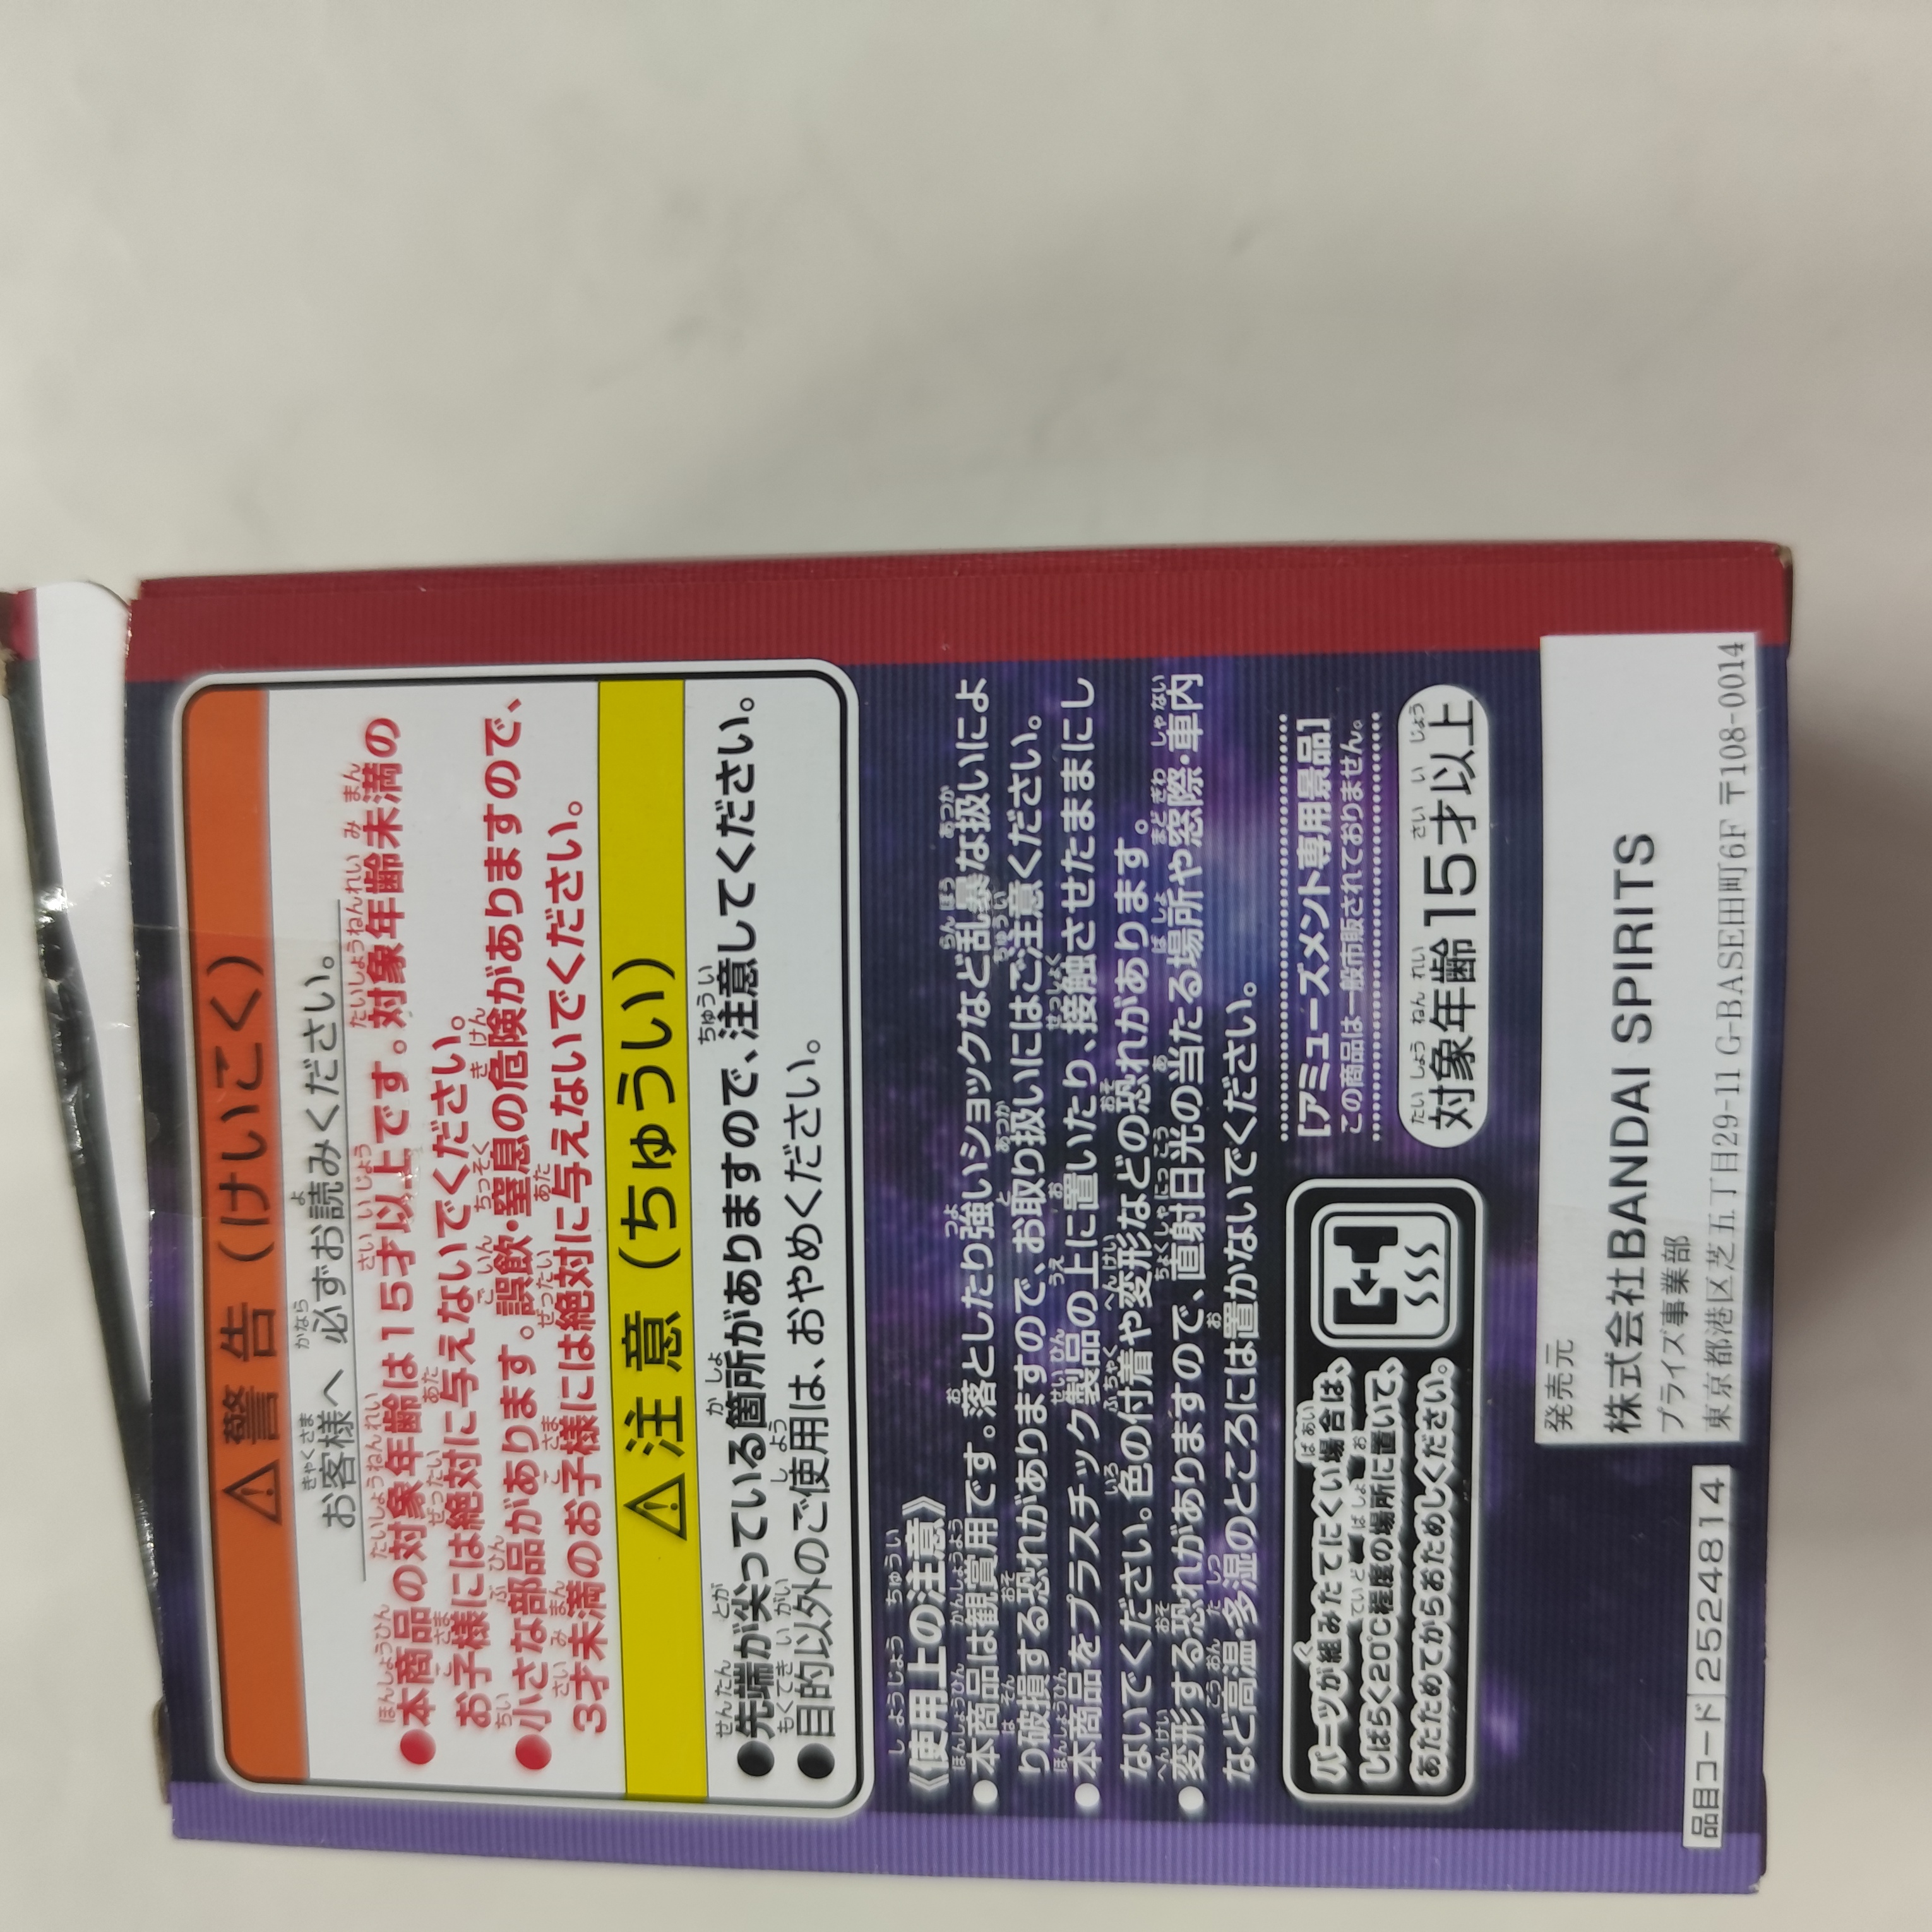 ⚠警告(けいこく)
お客様へ 必ずお読みください。
●本商品の対象年齢は15才以上です。対象年齢未満の
お子様には絶対に与えないでください。
●小さな部品があります。誤飲・窒息の危険がありますので、
3才未満のお子様には絶対に与えないでください。
⚠注意(ちゅうい)
●先端が尖っている箇所がありますので、注意してください。
●目的以外のご使用は、おやめください。
《使用上の注意》
●本商品は観賞用です。落としたり強いショックなど乱暴な扱いによ
り破損する恐れがありますので、お取り扱いにはご注意ください。
●本商品をプラスチック製品の上に置いたり、接触させたままにし
ないでください。色の付着や変形などの恐れがあります。
●変形する恐れがありますので、直射日光の当たる場所や窓際・車内
など高温・多湿のところには置かないでください。
パーツが組みたてにくい場合は、
しばらく20℃程度の場所に置いて、
あたためてからおためしください。
[アミューズメント専用景品]
この商品は一般市販されておりません。
対象年齢15才以上
発売元
株式会社BANDAI SPIRITS
プライズ事業部
東京都港区芝五丁目29-11 G-BASE田町6F 〒108-0014
品目コード 2524814